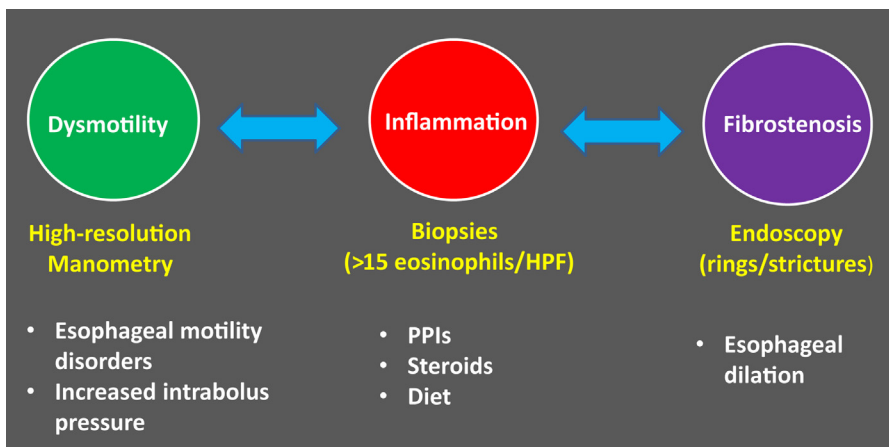 Dysmotility
Inflammation
Fibrostenosis
High-resolution
Manometry
Biopsies
(>15 eosinophils/HPF)
Endoscopy
(rings/strictures)
• Esophageal motility
disorders
• Increased intrabolus
pressure
• PPIs
• Steroids
• Diet
• Esophageal
dilation